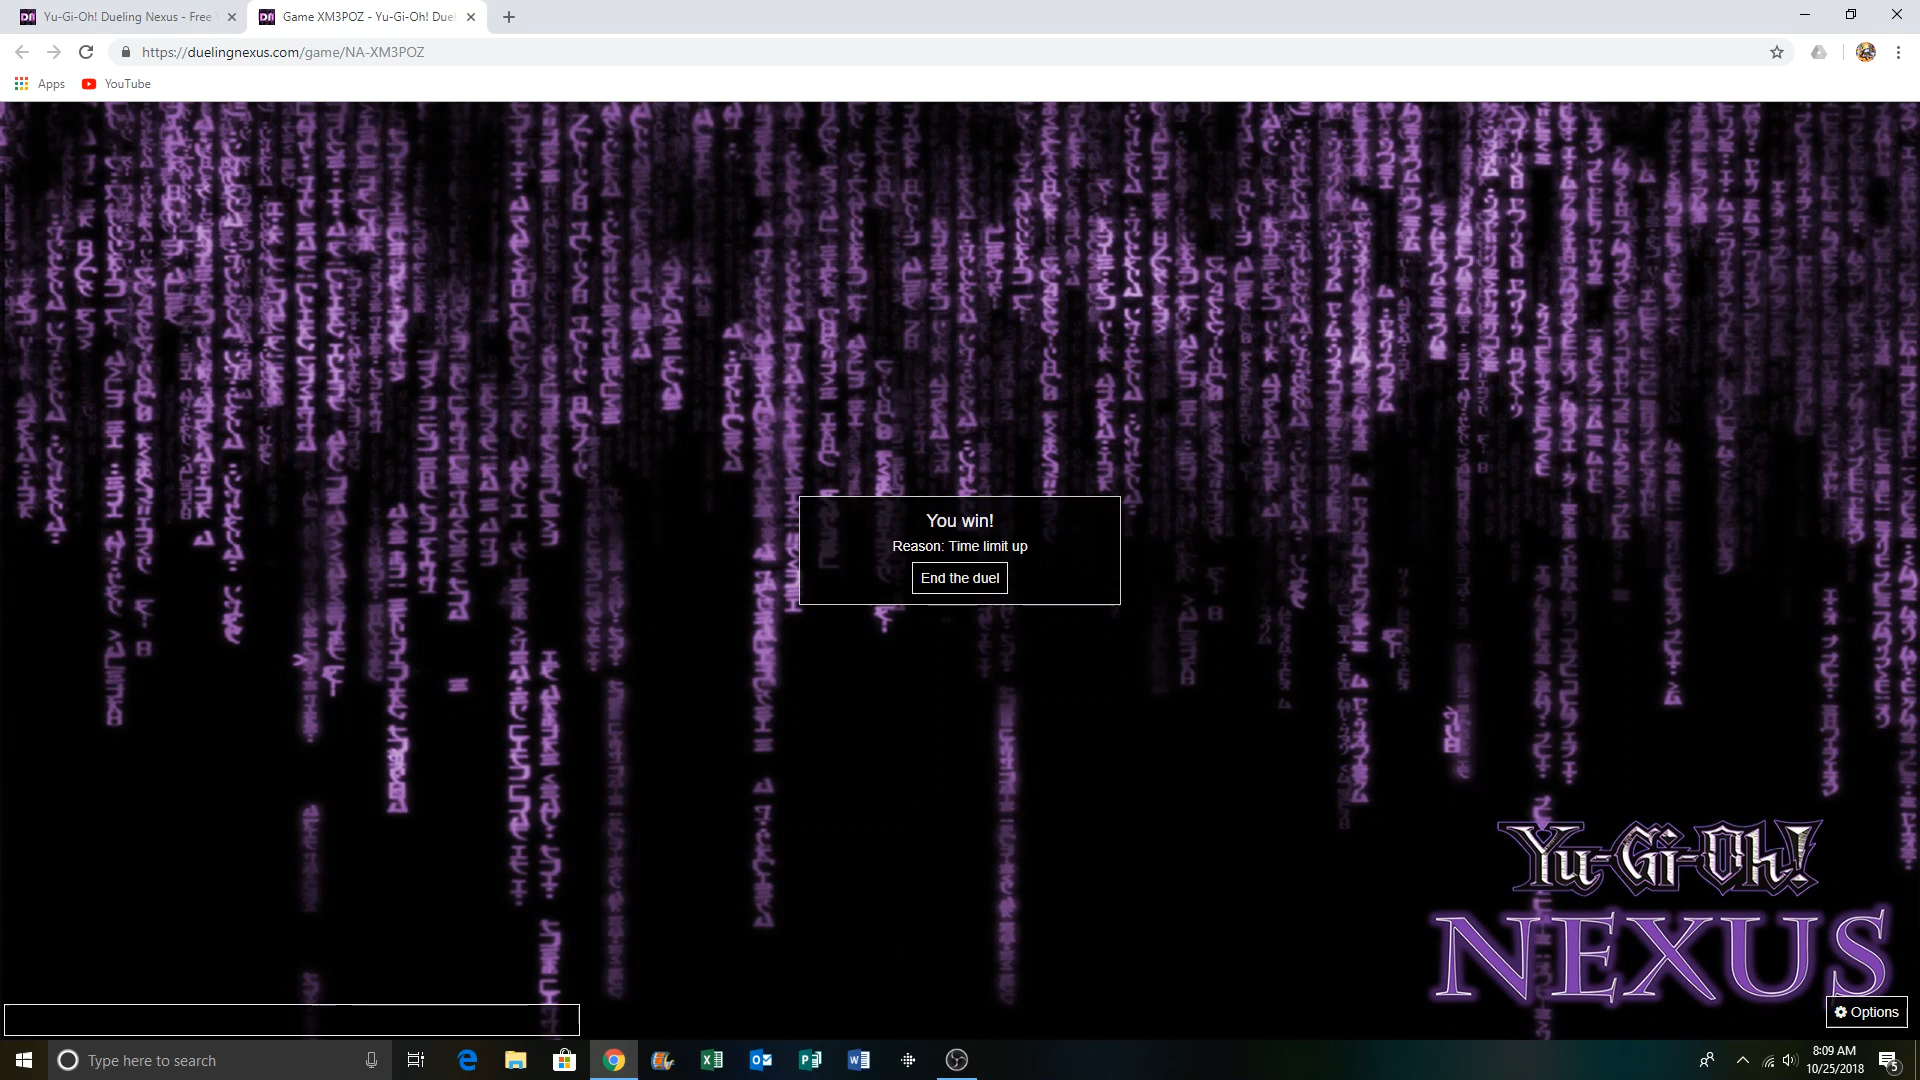 Yu-Gi-Oh! Dueling Nexus - Free
Game XM3POZ - Yu-Gi-Oh! Duel
https://duelingnexus.com/game/NA-XM3POZ
Apps
YouTube
You win!
Reason: Time limit up
End the duel
Yu-Gi-Oh!
NEXUS
Options
Type here to search
8:09 AM
10/25/2018
5